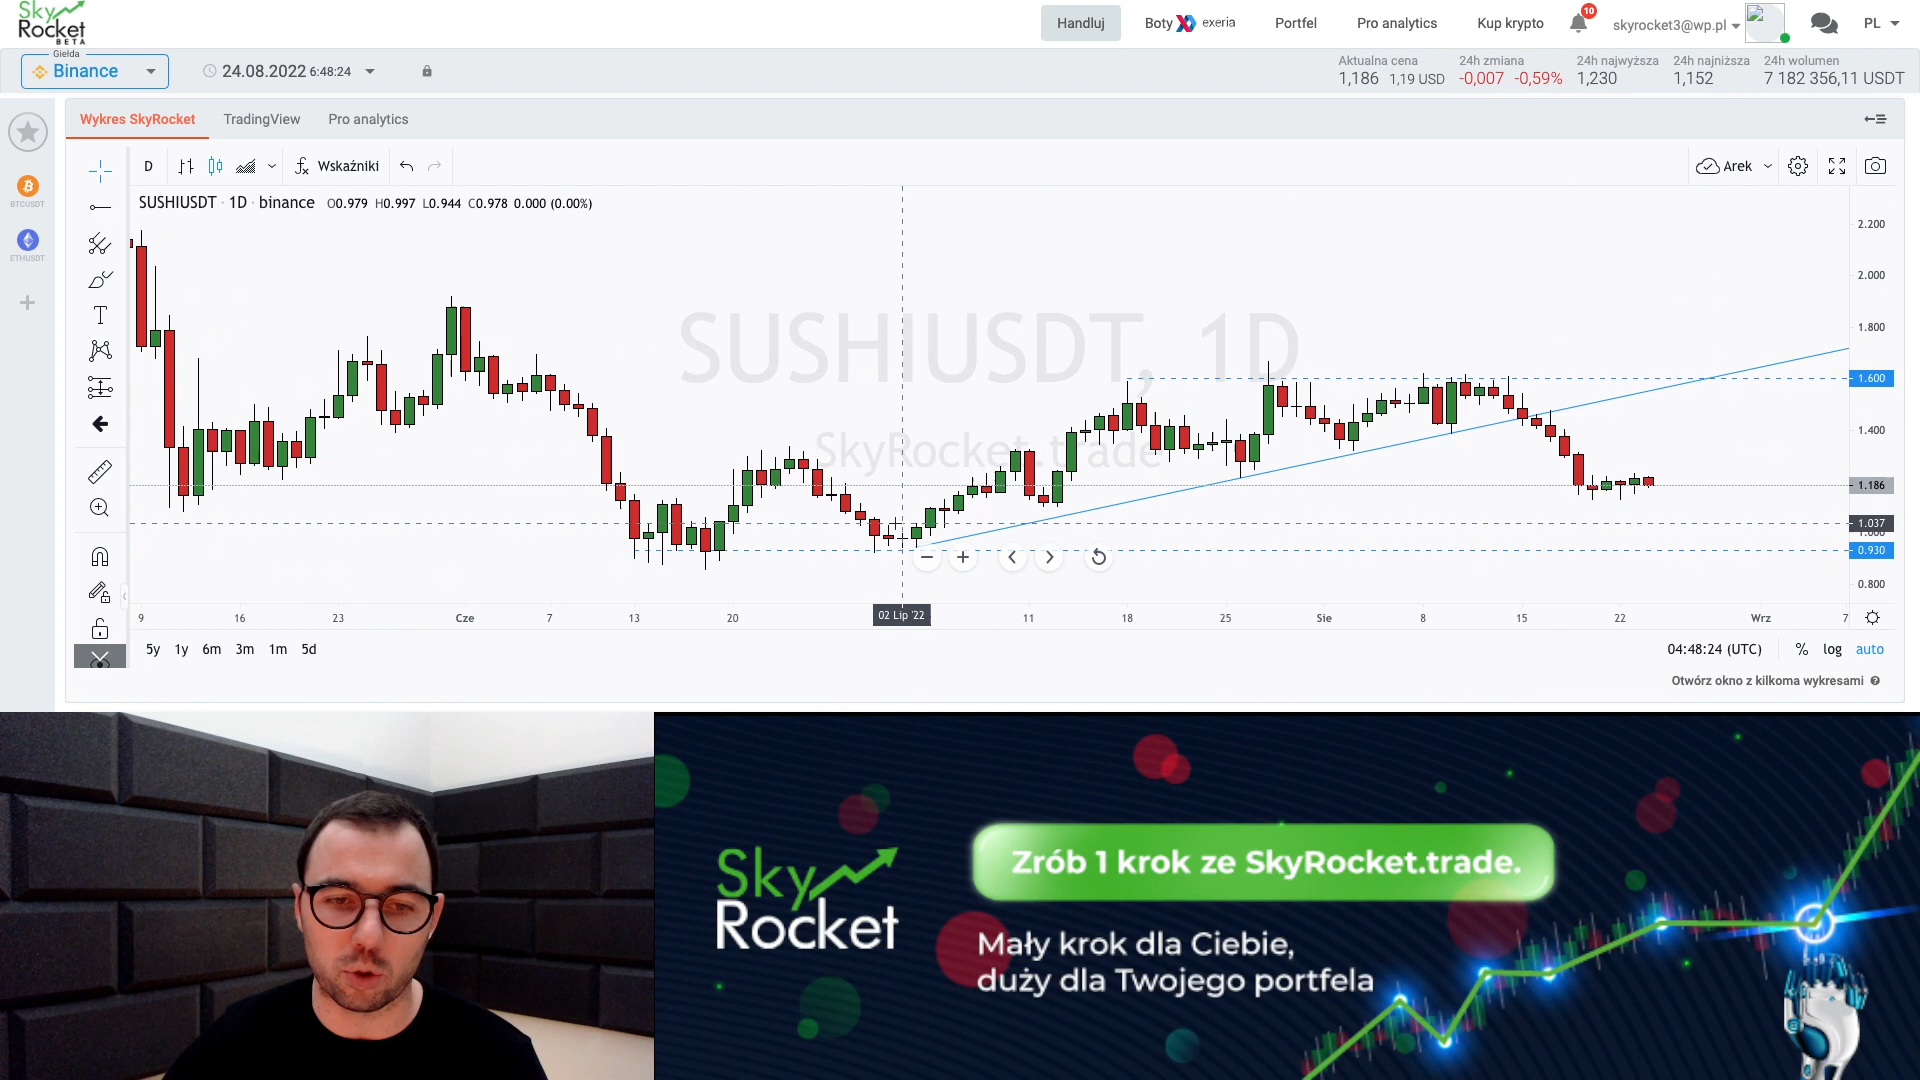 Sky
Rocket
BETA
Handluj
Boty exeria
Portfel
Pro analytics
Kup krypto
10
skyrocket3@wp.pl
PL
Giełda
Binance
24.08.2022 6:48:24
Aktualna cena
1,186 1,19 USD
24h zmiana
-0,007 -0,59%
24h najwyższa
1,230
24h najniższa
1,152
24h wolumen
7 182 356,11 USDT
Wykres SkyRocket
TradingView
Pro analytics
BTCUSDT
ETHUSDT
D
Wskaźniki
Arek
SUSHIUSDT · 1D · binance O0.979 H0.997 L0.944 C0.978 0.000 (0.00%)
SUSHIUSDT, 1D
SkyRocket.trade
2.200
2.000
1.800
1.600
1.400
1.186
1.037
1.000
0.930
0.800
9 16 23 Cze 7 13 20 02 Lip '22 11 18 25 Sie 8 15 22 Wrz 7
5y 1y 6m 3m 1m 5d
04:48:24 (UTC) % log auto
Otwórz okno z kilkoma wykresami
Sky
Rocket
Zrób 1 krok ze SkyRocket.trade.
Mały krok dla Ciebie,
duży dla Twojego portfela